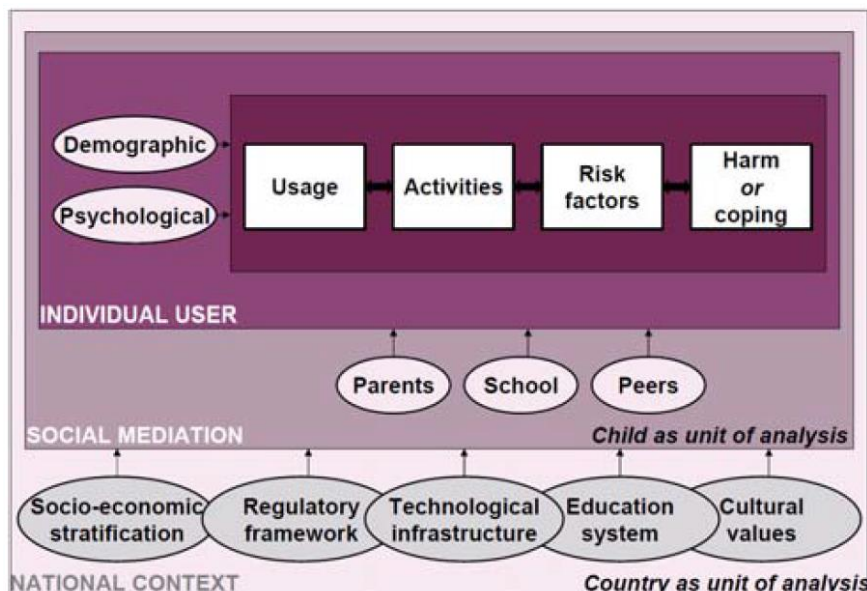 Demographic
Psychological
Usage
Activities
Risk
factors
Harm
or
coping
INDIVIDUAL USER
Parents
School
Peers
SOCIAL MEDIATION
Child as unit of analysis
Socio-economic
stratification
Regulatory
framework
Technological
infrastructure
Education
system
Cultural
values
NATIONAL CONTEXT
Country as unit of analysis